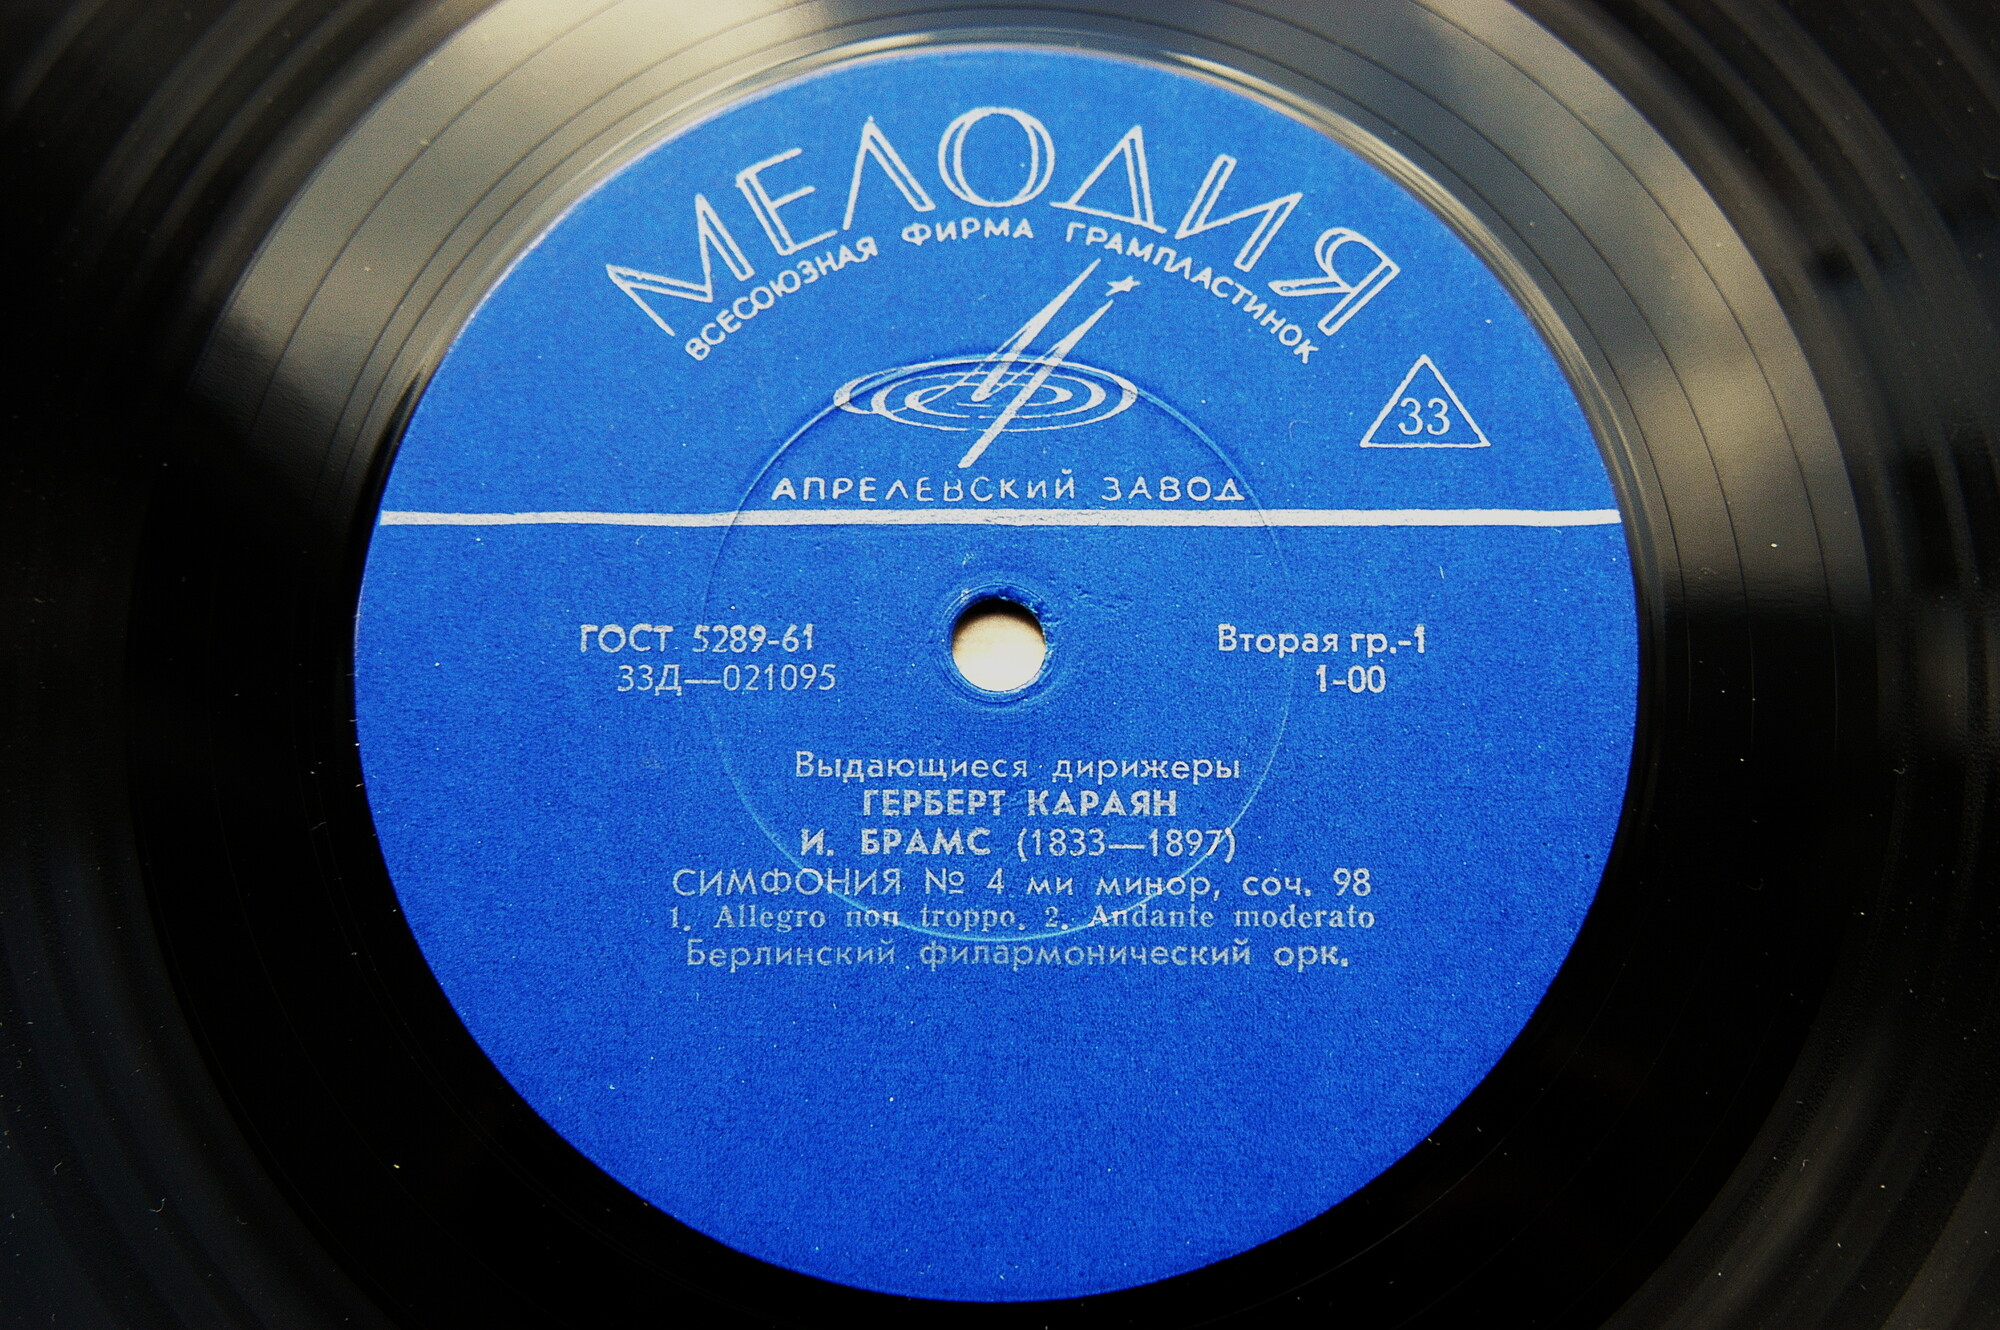 МЕЛОДИЯ
ВСЕСОЮЗНАЯ ФИРМА ГРАМПЛАСТИНОК
33
АПРЕЛЕВСКИЙ ЗАВОД
ГОСТ 5289-61
33Д—021095
Вторая гр.-1
1-00
Выдающиеся дирижеры
ГЕРБЕРТ КАРАЯН
И. БРАМС (1833—1897)
СИМФОНИЯ № 4 ми минор, соч. 98
1. Allegro non troppo. 2. Andante moderato
Берлинский филармонический орк.